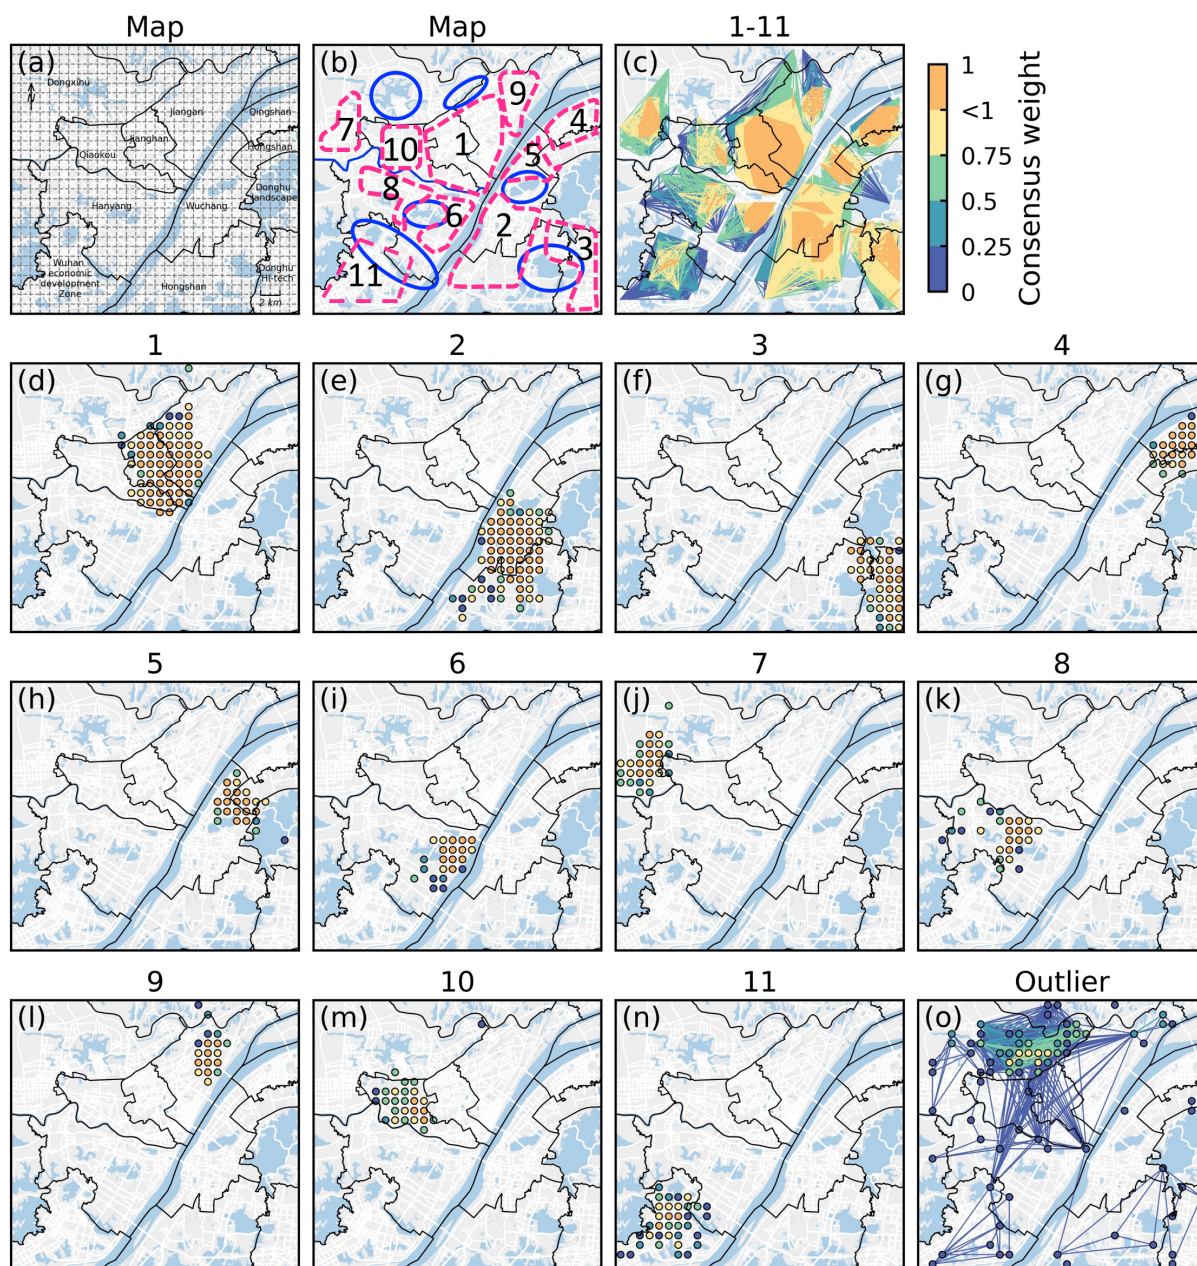 Map
Map
1-11
(a)
Dongxihu
N
Jiangan
Qingshan
Jianghan
Hongshan
Qiaokou
Donghu
landscape
Hanyang
Wuchang
Wuhan
economic
development
Zone
Donghu
Hi-tech
Hongshan
2 km
(b)
9
7
4
1
10
5
8
6
2
3
11
(c)
1
<1
0.75
0.5
0.25
0
Consensus weight
1
2
3
4
(d)
(e)
(f)
(g)
5
6
7
8
(h)
(i)
(j)
(k)
9
10
11
Outlier
(l)
(m)
(n)
(o)